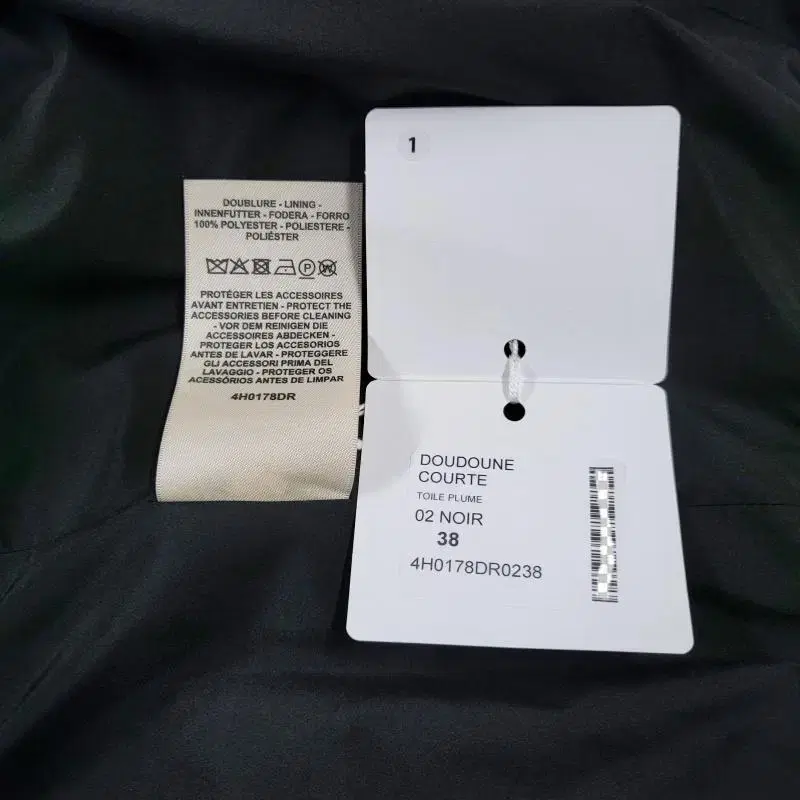 DOUBLURE - LINING -
INNENFUTTER - FODERA - FORRO
100% POLYESTER - POLIESTERE -
POLIÉSTER
PROTÉGER LES ACCESSOIRES
AVANT ENTRETIEN - PROTECT THE
ACCESSORIES BEFORE CLEANING
- VOR DEM REINIGEN DIE
ACCESSOIRES ABDECKEN -
PROTEGER LOS ACCESORIOS
ANTES DE LAVAR - PROTEGGERE
GLI ACCESSORI PRIMA DEL
LAVAGGIO - PROTEGER OS
ACESSÓRIOS ANTES DE LIMPAR
4H0178DR
1
DOUDOUNE
COURTE
TOILE PLUME
02 NOIR
38
4H0178DR0238